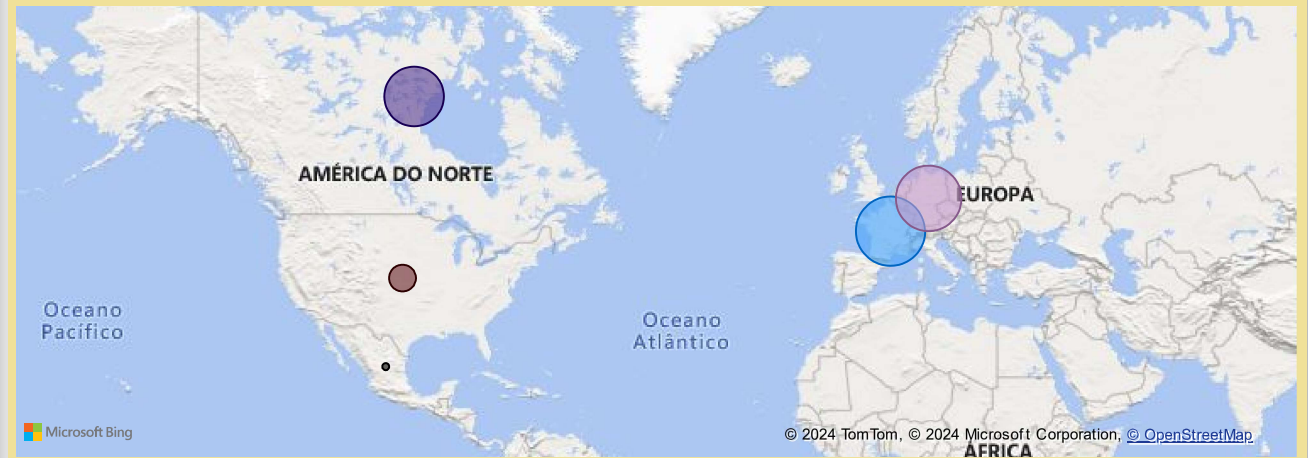 AMÉRICA DO NORTE
EUROPA
Oceano
Pacífico
Oceano
Atlântico
Microsoft Bing
© 2024 TomTom, © 2024 Microsoft Corporation, © OpenStreetMap
ÁFRICA